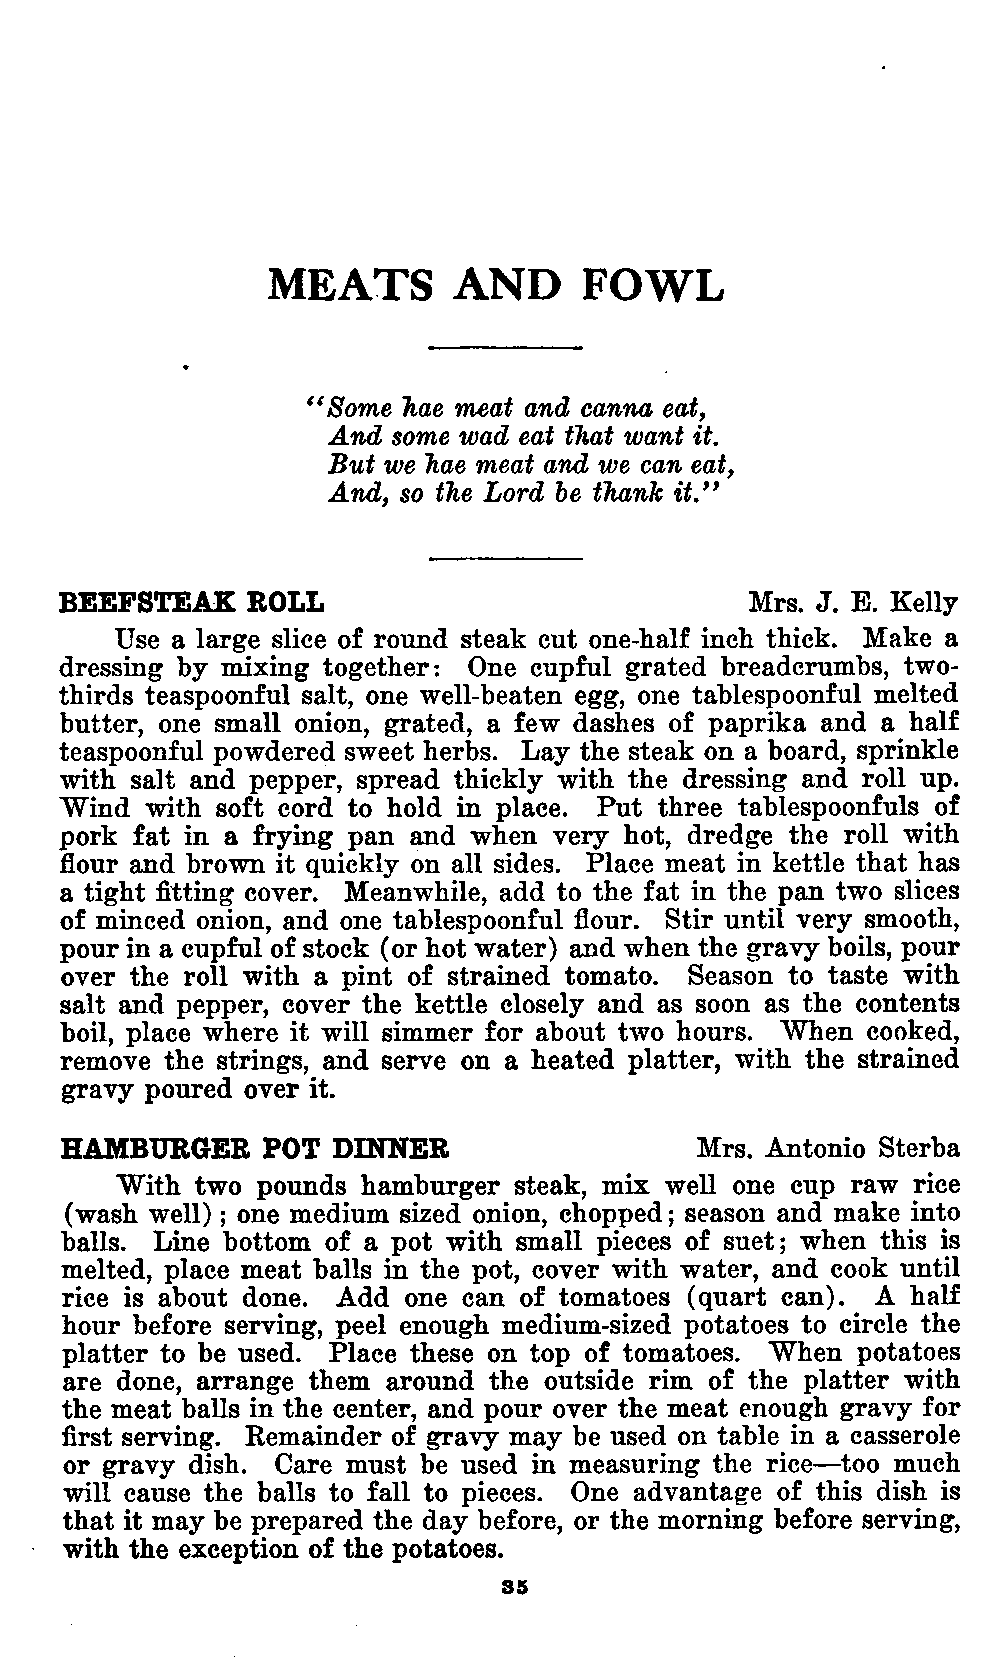 MEATS AND FOWL
"Some hae meat and canna eat,
And some wad eat that want it.
But we hae meat and we can eat,
And, so the Lord be thank it."
BEEFSTEAK ROLL Mrs. J. E. Kelly
Use a large slice of round steak cut one-half inch thick. Make a
dressing by mixing together: One cupful grated breadcrumbs, two-
thirds teaspoonful salt, one well-beaten egg, one tablespoonful melted
butter, one small onion, grated, a few dashes of paprika and a half
teaspoonful powdered sweet herbs. Lay the steak on a board, sprinkle
with salt and pepper, spread thickly with the dressing and roll up.
Wind with soft cord to hold in place. Put three tablespoonfuls of
pork fat in a frying pan and when very hot, dredge the roll with
flour and brown it quickly on all sides. Place meat in kettle that has
a tight fitting cover. Meanwhile, add to the fat in the pan two slices
of minced onion, and one tablespoonful flour. Stir until very smooth,
pour in a cupful of stock (or hot water) and when the gravy boils, pour
over the roll with a pint of strained tomato. Season to taste with
salt and pepper, cover the kettle closely and as soon as the contents
boil, place where it will simmer for about two hours. When cooked,
remove the strings, and serve on a heated platter, with the strained
gravy poured over it.
HAMBURGER POT DINNER Mrs. Antonio Sterba
With two pounds hamburger steak, mix well one cup raw rice
(wash well); one medium sized onion, chopped; season and make into
balls. Line bottom of a pot with small pieces of suet; when this is
melted, place meat balls in the pot, cover with water, and cook until
rice is about done. Add one can of tomatoes (quart can). A half
hour before serving, peel enough medium-sized potatoes to circle the
platter to be used. Place these on top of tomatoes. When potatoes
are done, arrange them around the outside rim of the platter with
the meat balls in the center, and pour over the meat enough gravy for
first serving. Remainder of gravy may be used on table in a casserole
or gravy dish. Care must be used in measuring the rice—too much
will cause the balls to fall to pieces. One advantage of this dish is
that it may be prepared the day before, or the morning before serving,
with the exception of the potatoes.
35